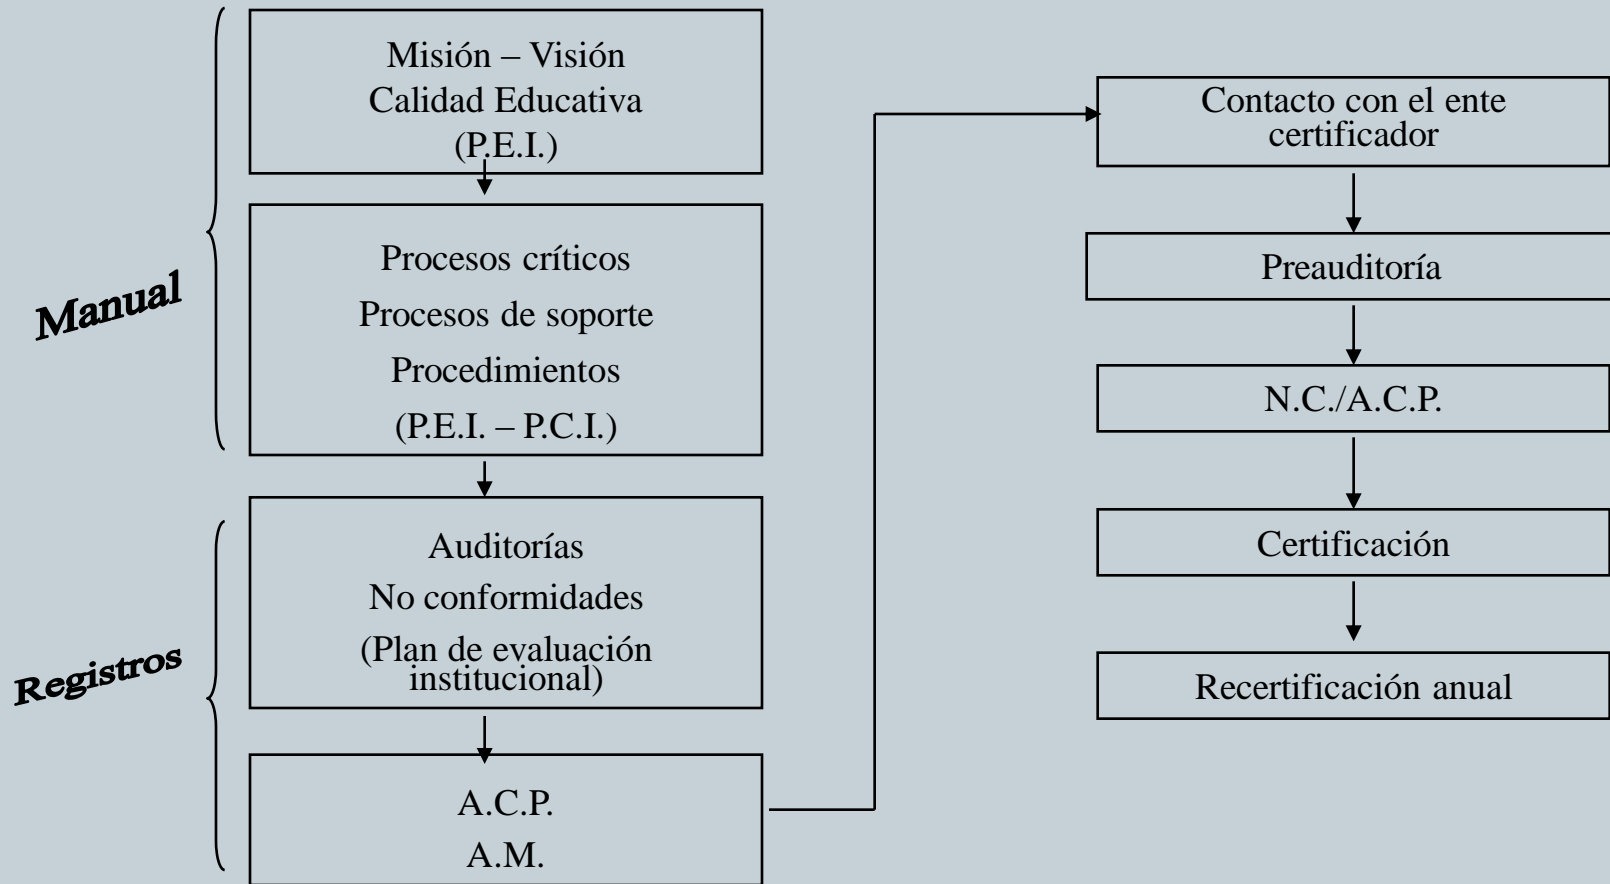 Manual
Misión – Visión
Calidad Educativa
(P.E.I.)
Procesos críticos
Procesos de soporte
Procedimientos
(P.E.I. – P.C.I.)
Registros
Auditorías
No conformidades
(Plan de evaluación
institucional)
A.C.P.
A.M.
Contacto con el ente
certificador
Preauditoría
N.C./A.C.P.
Certificación
Recertificación anual